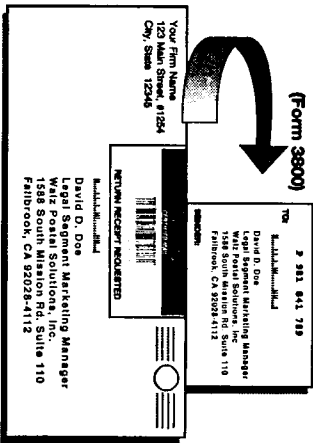 (Form 3800)
P 981 841 789
TO:
David D. Doe
Legal Segment Marketing Manager
Walz Postal Solutions, Inc
1588 South Mission Rd. Suite 110
Fallbrook, CA 92028-4112
SENDER:
Your Firm Name
123 Main Street, #1254
City, State 12345
RETURN RECEIPT REQUESTED
David D. Doe
Legal Segment Marketing Manager
Walz Postal Solutions, Inc.
1588 South Mission Rd. Suite 110
Fallbrook, CA 92028-4112